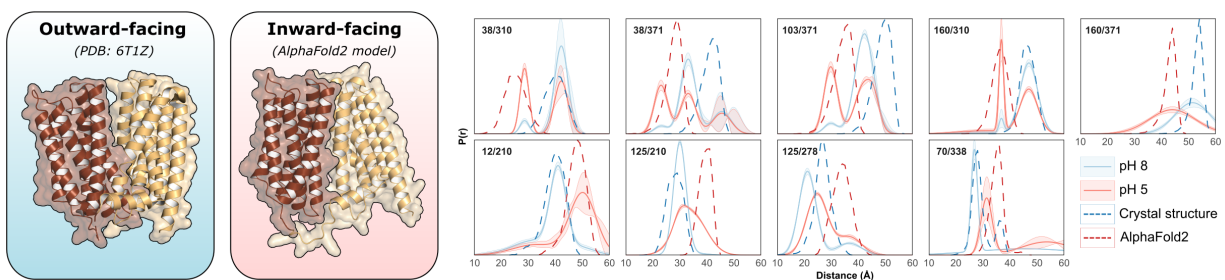 Outward-facing
(PDB: 6T1Z)
Inward-facing
(AlphaFold2 model)
P(r)
38/310
38/371
103/371
160/310
160/371
10 20 30 40 50 60
12/210
125/210
125/278
70/338
10 20 30 40 50 60
10 20 30 40 50 60
10 20 30 40 50 60
10 20 30 40 50 60
Distance (Å)
pH 8
pH 5
Crystal structure
AlphaFold2